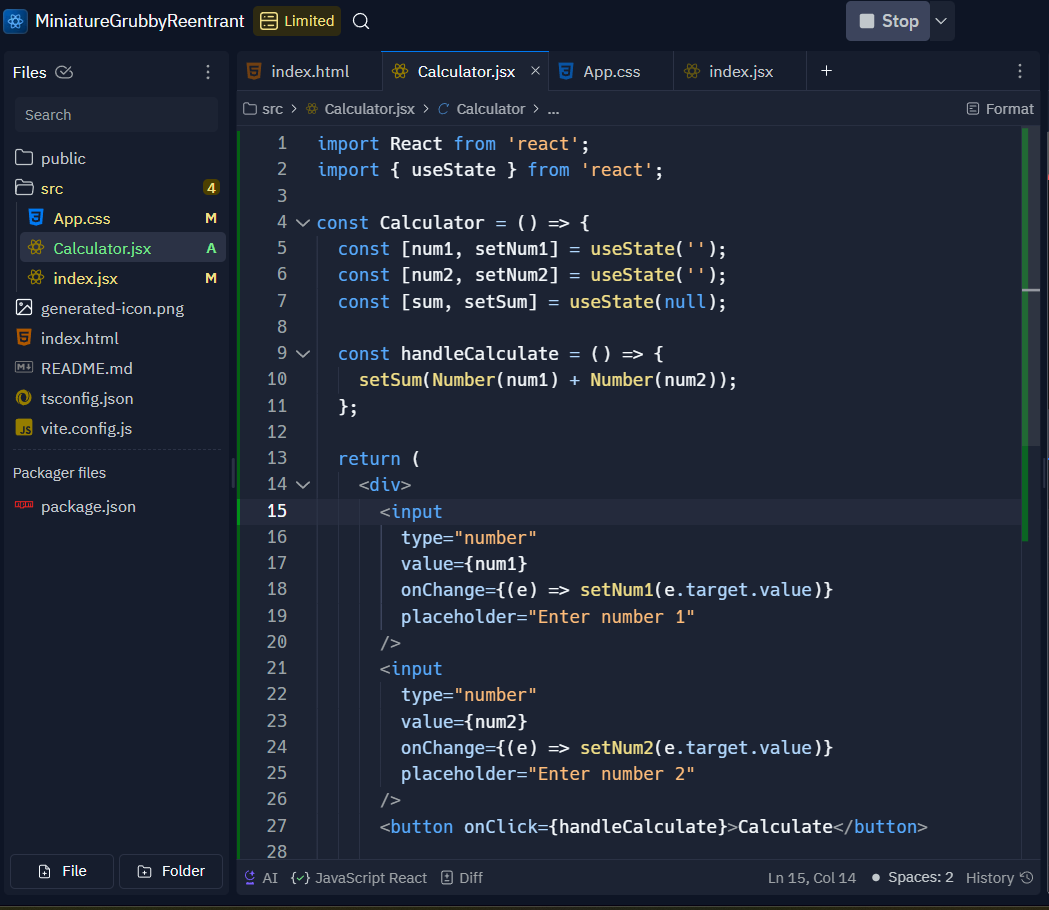 MiniatureGrubbyReentrant Limited Stop
Files
Search
public
src 4
App.css M
Calculator.jsx A
index.jsx M
generated-icon.png
index.html
README.md
tsconfig.json
vite.config.js
Packager files
package.json
File Folder
index.html Calculator.jsx × App.css index.jsx +
src > Calculator.jsx > Calculator > ... Format
1 import React from 'react';
2 import { useState } from 'react';
3
4 const Calculator = () => {
5 const [num1, setNum1] = useState('');
6 const [num2, setNum2] = useState('');
7 const [sum, setSum] = useState(null);
8
9 const handleCalculate = () => {
10 setSum(Number(num1) + Number(num2));
11 };
12
13 return (
14 <div>
15 <input
16 type="number"
17 value={num1}
18 onChange={(e) => setNum1(e.target.value)}
19 placeholder="Enter number 1"
20 />
21 <input
22 type="number"
23 value={num2}
24 onChange={(e) => setNum2(e.target.value)}
25 placeholder="Enter number 2"
26 />
27 <button onClick={handleCalculate}>Calculate</button>
28
AI JavaScript React Diff Ln 15, Col 14 Spaces: 2 History